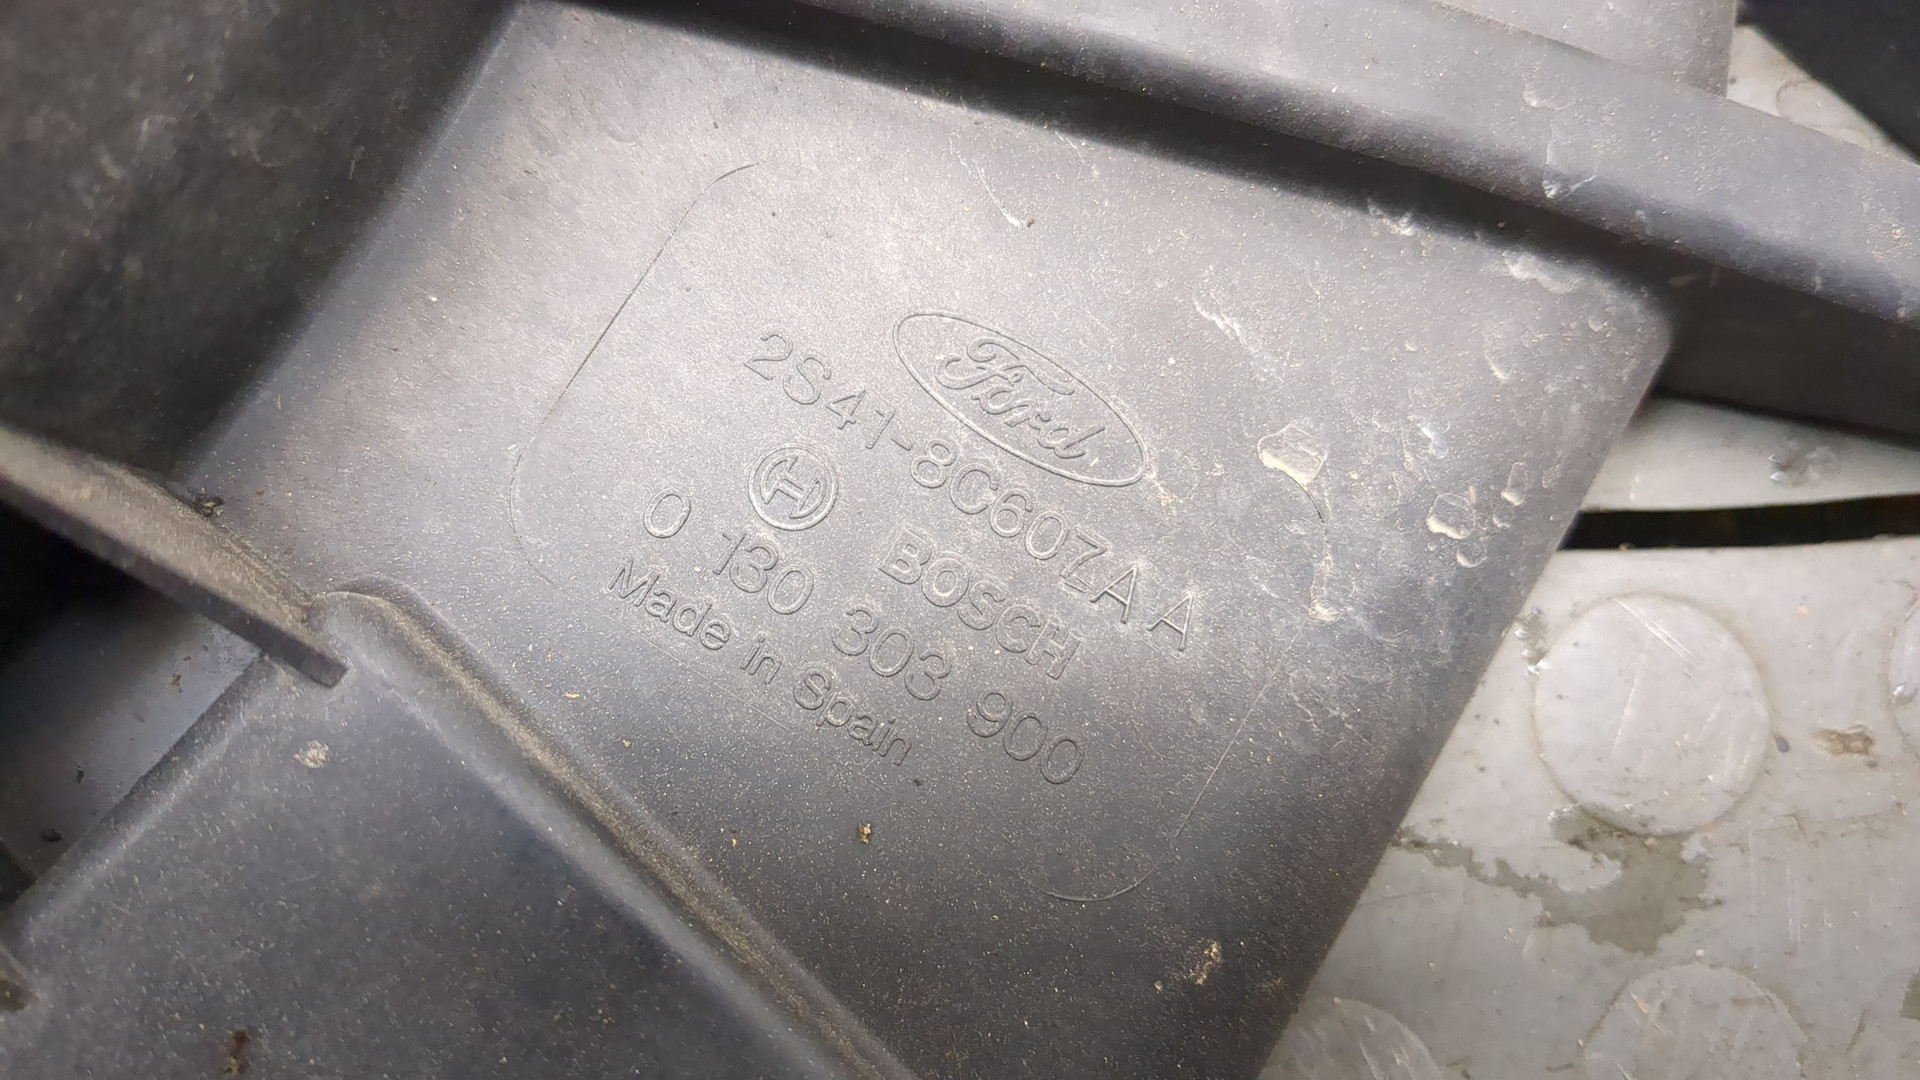 Ford
2S41-8C607AA
BOSCH
0 130 303 900
Made in Spain